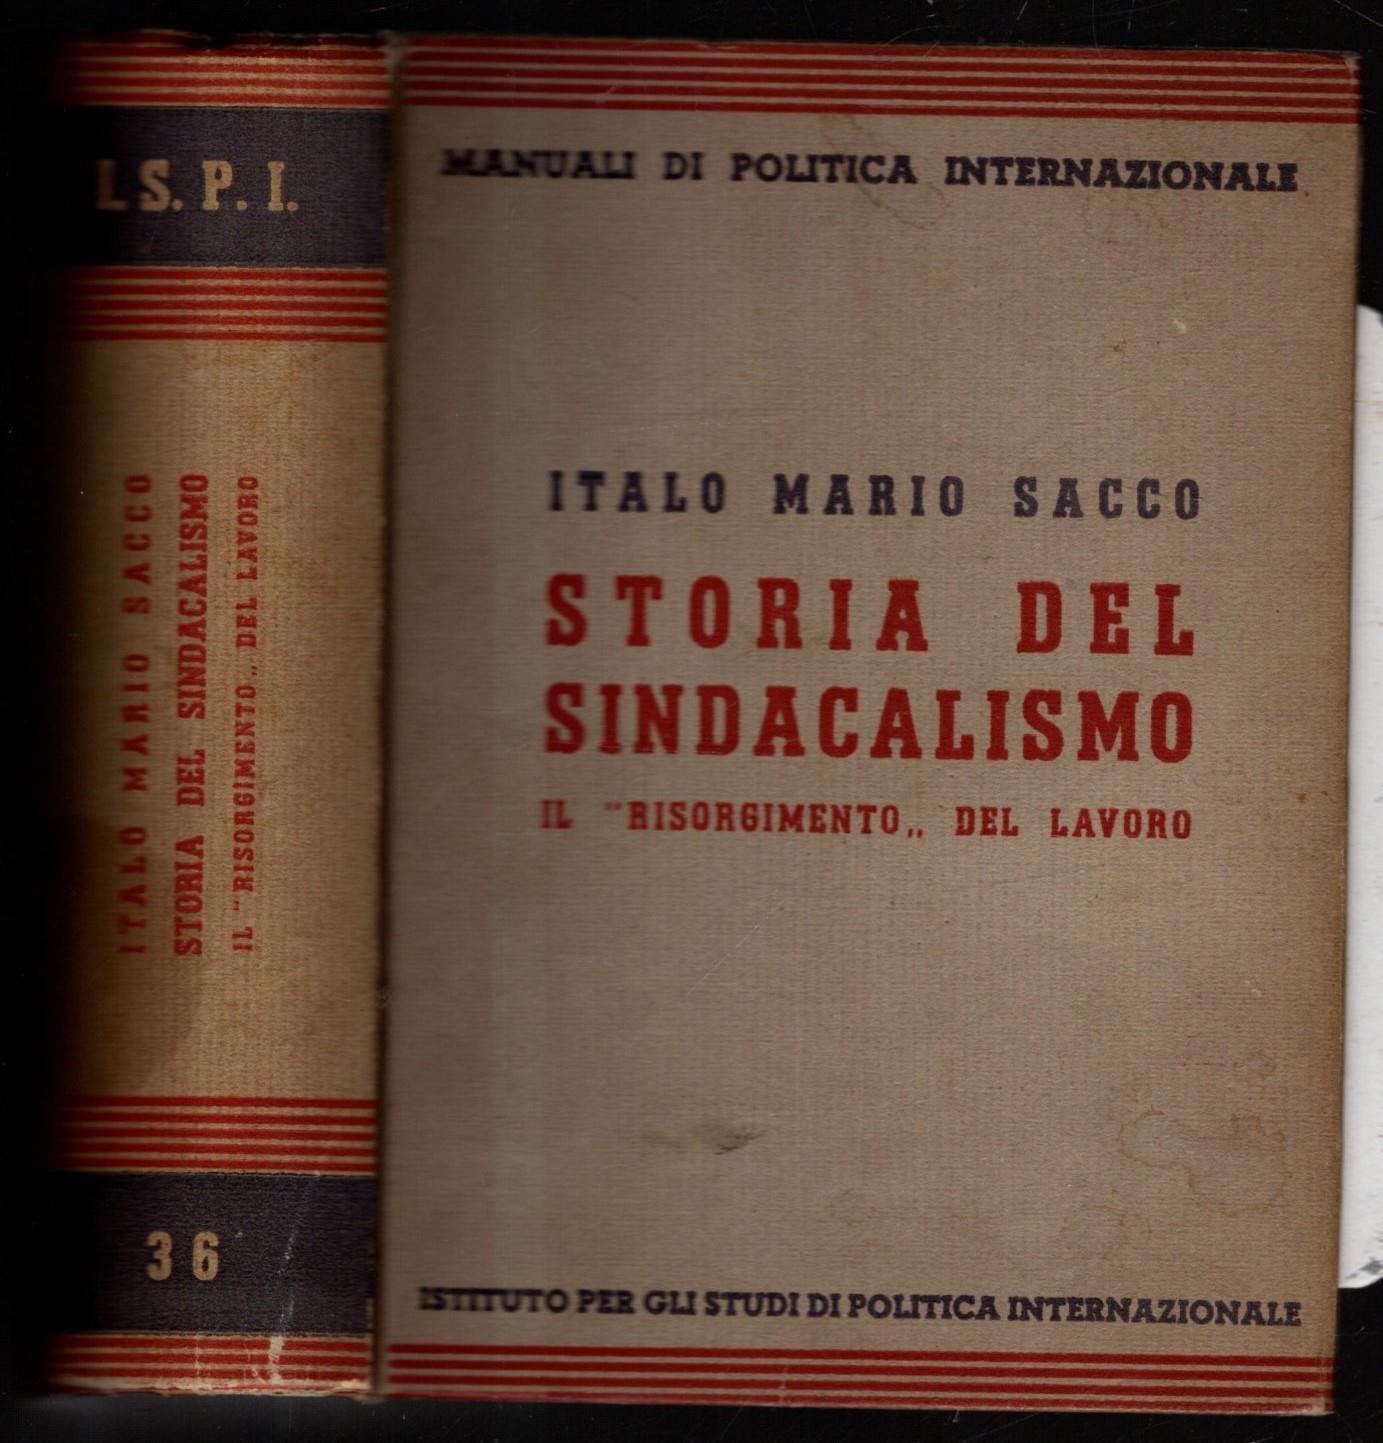 I.S.P.I.
ITALO MARIO SACCO
STORIA DEL SINDACALISMO
IL "RISORGIMENTO„ DEL LAVORO
36
MANUALI DI POLITICA INTERNAZIONALE
ITALO MARIO SACCO
STORIA DEL
SINDACALISMO
IL "RISORGIMENTO„ DEL LAVORO
ISTITUTO PER GLI STUDI DI POLITICA INTERNAZIONALE